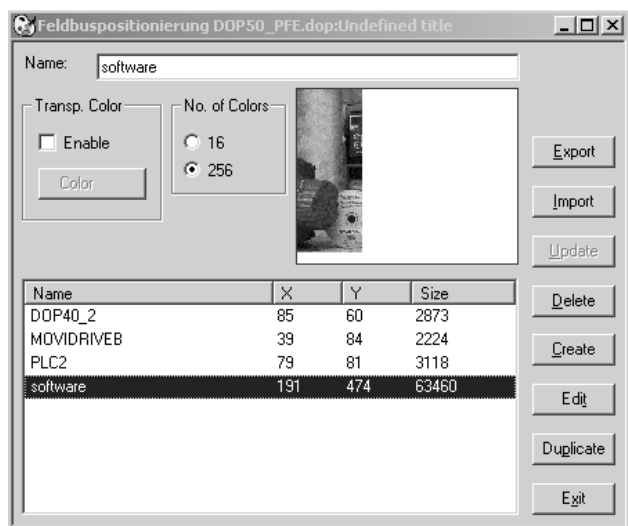 Feldbuspositionierung DOP50_PFE.dop:Undefined title
Name: software
Transp. Color
Enable
Color
No. of Colors
16
256
Export
Import
Update
Delete
Create
Edit
Duplicate
Exit
Name X Y Size
DOP40_2 85 60 2873
MOVIDRIVEB 39 84 2224
PLC2 79 81 3118
software 191 474 63460